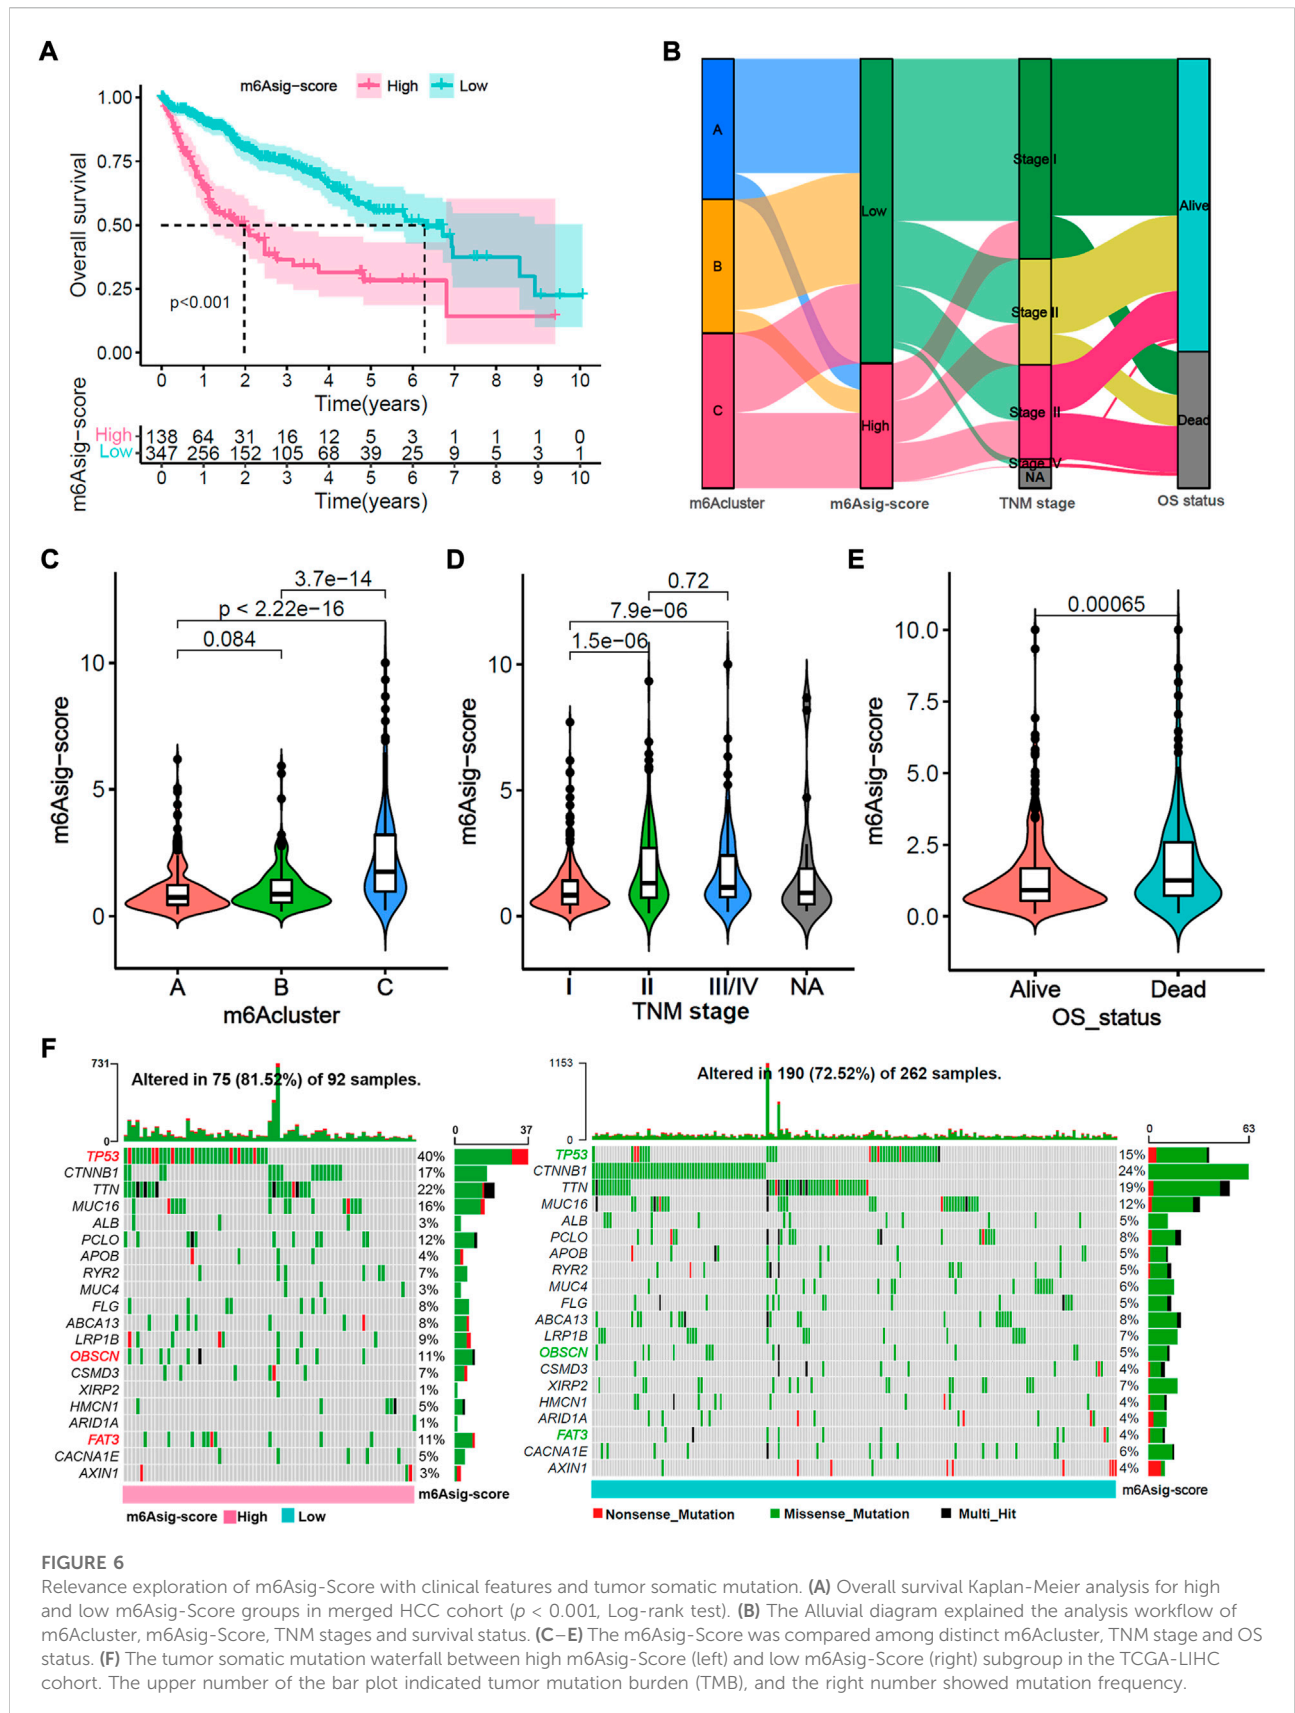 A
m6Asig-score High Low
1.00
0.75
0.50
0.25
0.00
Overall survival
p<0.001
0 1 2 3 4 5 6 7 8 9 10
Time(years)
m6Asig-score
High 138 64 31 16 12 5 3 1 1 1 0
Low 347 256 152 105 68 39 25 9 5 3 1
0 1 2 3 4 5 6 7 8 9 10
Time(years)
B
A
B
C
Low
High
Stage I
Stage II
Stage II
Stage IV
NA
Alive
Dead
m6Acluster m6Asig-score TNM stage OS status
C
3.7e-14
p < 2.22e-16
0.084
10
5
0
m6Asig-score
A B C
m6Acluster
D
0.72
7.9e-06
1.5e-06
10
5
0
m6Asig-score
I II III/IV NA
TNM stage
E
0.00065
10.0
7.5
5.0
2.5
0.0
m6Asig-score
Alive Dead
OS_status
F
731
0
Altered in 75 (81.52%) of 92 samples.
0 37
TP53 40%
CTNNB1 17%
TTN 22%
MUC16 16%
ALB 3%
PCLO 12%
APOB 4%
RYR2 7%
MUC4 3%
FLG 8%
ABCA13 8%
LRP1B 9%
OBSCN 11%
CSMD3 7%
XIRP2 1%
HMCN1 5%
ARID1A 1%
FAT3 11%
CACNA1E 5%
AXIN1 3%
m6Asig-score
m6Asig-score High Low
1153
0
Altered in 190 (72.52%) of 262 samples.
0 63
TP53 15%
CTNNB1 24%
TTN 19%
MUC16 12%
ALB 5%
PCLO 8%
APOB 5%
RYR2 5%
MUC4 6%
FLG 5%
ABCA13 8%
LRP1B 7%
OBSCN 5%
CSMD3 4%
XIRP2 7%
HMCN1 4%
ARID1A 4%
FAT3 4%
CACNA1E 6%
AXIN1 4%
m6Asig-score
Nonsense_Mutation Missense_Mutation Multi_Hit
FIGURE 6
Relevance exploration of m6Asig-Score with clinical features and tumor somatic mutation. (A) Overall survival Kaplan-Meier analysis for high
and low m6Asig-Score groups in merged HCC cohort (p < 0.001, Log-rank test). (B) The Alluvial diagram explained the analysis workflow of
m6Acluster, m6Asig-Score, TNM stages and survival status. (C–E) The m6Asig-Score was compared among distinct m6Acluster, TNM stage and OS
status. (F) The tumor somatic mutation waterfall between high m6Asig-Score (left) and low m6Asig-Score (right) subgroup in the TCGA-LIHC
cohort. The upper number of the bar plot indicated tumor mutation burden (TMB), and the right number showed mutation frequency.